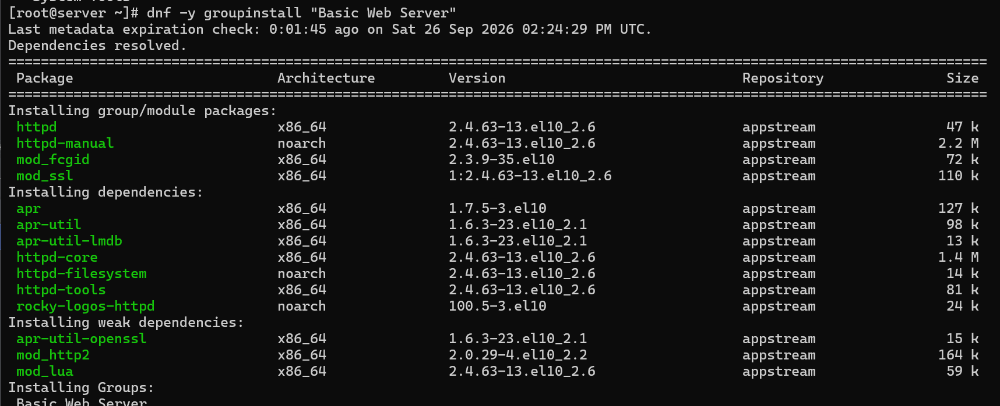 System Tools
[root@server ~]# dnf -y groupinstall "Basic Web Server"
Last metadata expiration check: 0:01:45 ago on Sat 26 Sep 2026 02:24:29 PM UTC.
Dependencies resolved.
========================================================================================================================
 Package                        Architecture         Version                             Repository               Size
========================================================================================================================
Installing group/module packages:
 httpd                          x86_64               2.4.63-13.el10_2.6                  appstream                47 k
 httpd-manual                   noarch               2.4.63-13.el10_2.6                  appstream               2.2 M
 mod_fcgid                      x86_64               2.3.9-35.el10                       appstream                72 k
 mod_ssl                        x86_64               1:2.4.63-13.el10_2.6                appstream               110 k
Installing dependencies:
 apr                            x86_64               1.7.5-3.el10                        appstream               127 k
 apr-util                       x86_64               1.6.3-23.el10_2.1                   appstream                98 k
 apr-util-lmdb                  x86_64               1.6.3-23.el10_2.1                   appstream                13 k
 httpd-core                     x86_64               2.4.63-13.el10_2.6                  appstream               1.4 M
 httpd-filesystem               noarch               2.4.63-13.el10_2.6                  appstream                14 k
 httpd-tools                    x86_64               2.4.63-13.el10_2.6                  appstream                81 k
 rocky-logos-httpd              noarch               100.5-3.el10                        appstream                24 k
Installing weak dependencies:
 apr-util-openssl               x86_64               1.6.3-23.el10_2.1                   appstream                15 k
 mod_http2                      x86_64               2.0.29-4.el10_2.2                   appstream               164 k
 mod_lua                        x86_64               2.4.63-13.el10_2.6                  appstream                59 k
Installing Groups:
 Basic Web Server